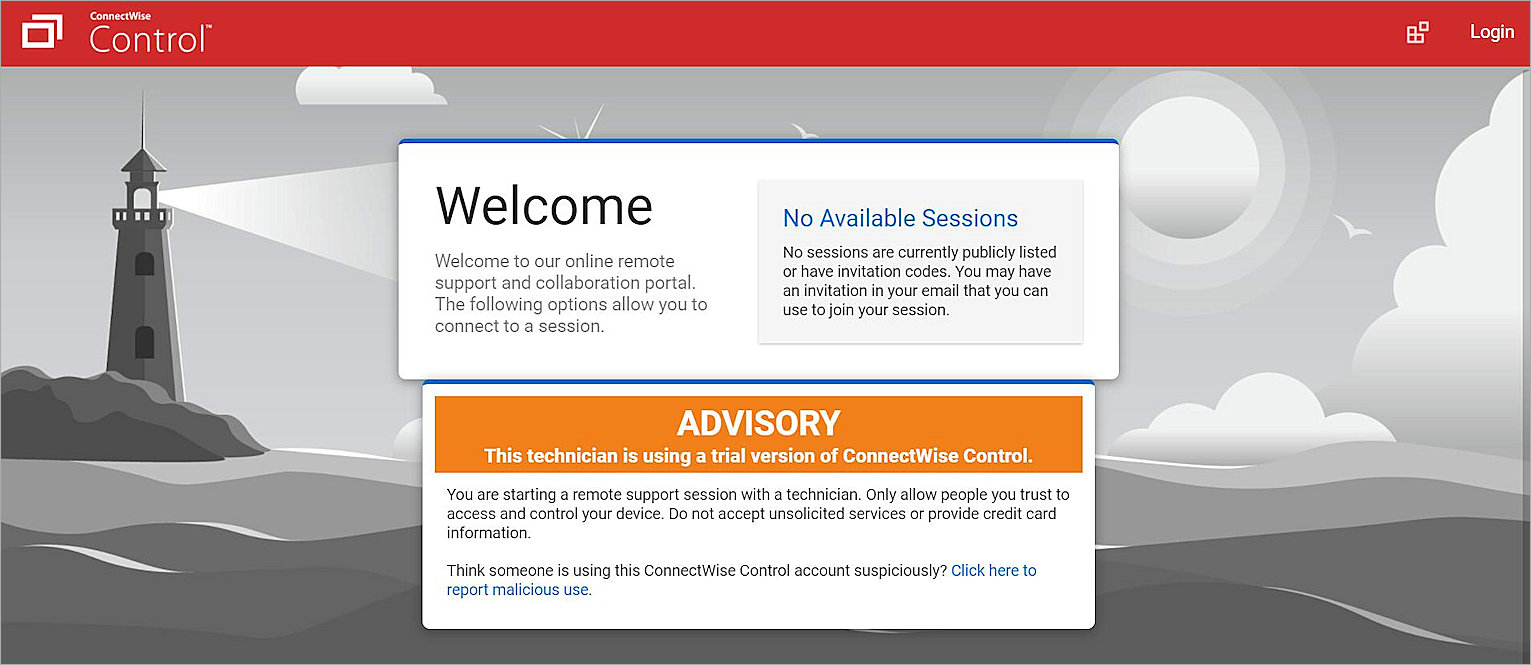 ConnectWise
Control™
Login
Welcome
Welcome to our online remote
support and collaboration portal.
The following options allow you to
connect to a session.
No Available Sessions
No sessions are currently publicly listed
or have invitation codes. You may have
an invitation in your email that you can
use to join your session.
ADVISORY
This technician is using a trial version of ConnectWise Control.
You are starting a remote support session with a technician. Only allow people you trust to
access and control your device. Do not accept unsolicited services or provide credit card
information.
Think someone is using this ConnectWise Control account suspiciously? Click here to
report malicious use.